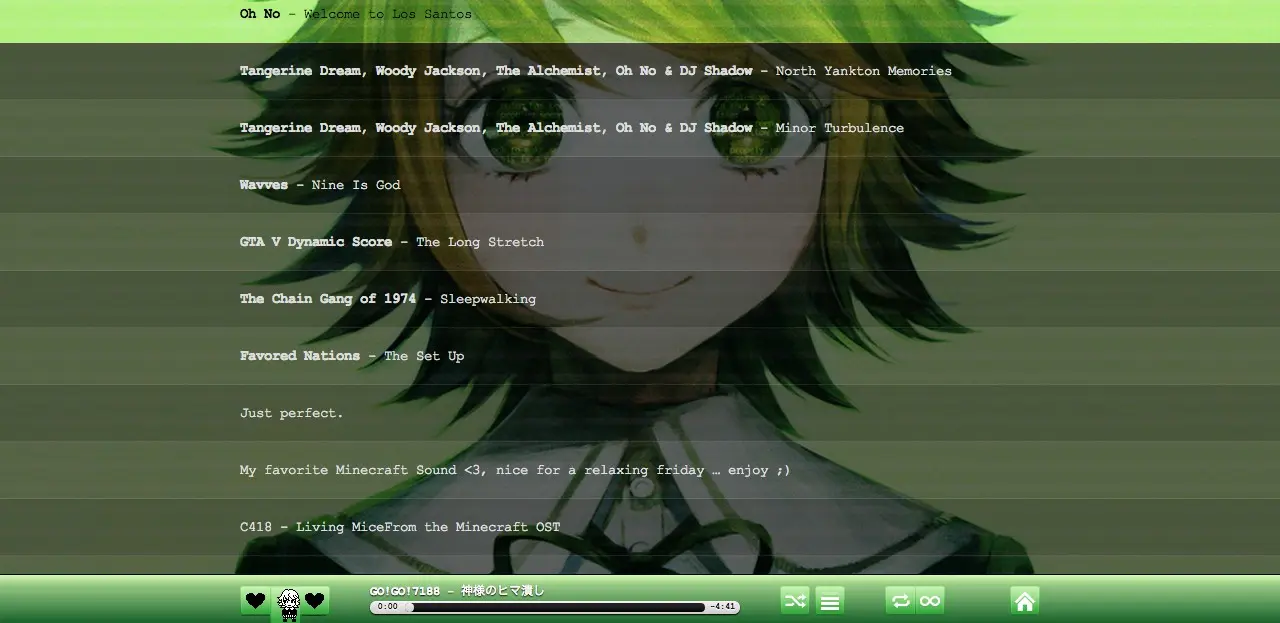 Oh No – Welcome to Los Santos
Tangerine Dream, Woody Jackson, The Alchemist, Oh No & DJ Shadow – North Yankton Memories
Tangerine Dream, Woody Jackson, The Alchemist, Oh No & DJ Shadow – Minor Turbulence
Wavves – Nine Is God
GTA V Dynamic Score – The Long Stretch
The Chain Gang of 1974 – Sleepwalking
Favored Nations – The Set Up
Just perfect.
My favorite Minecraft Sound <3, nice for a relaxing friday … enjoy ;)
C418 - Living MiceFrom the Minecraft OST
GO!GO!7188 - 神様のヒマ潰し
0:00 -4:41